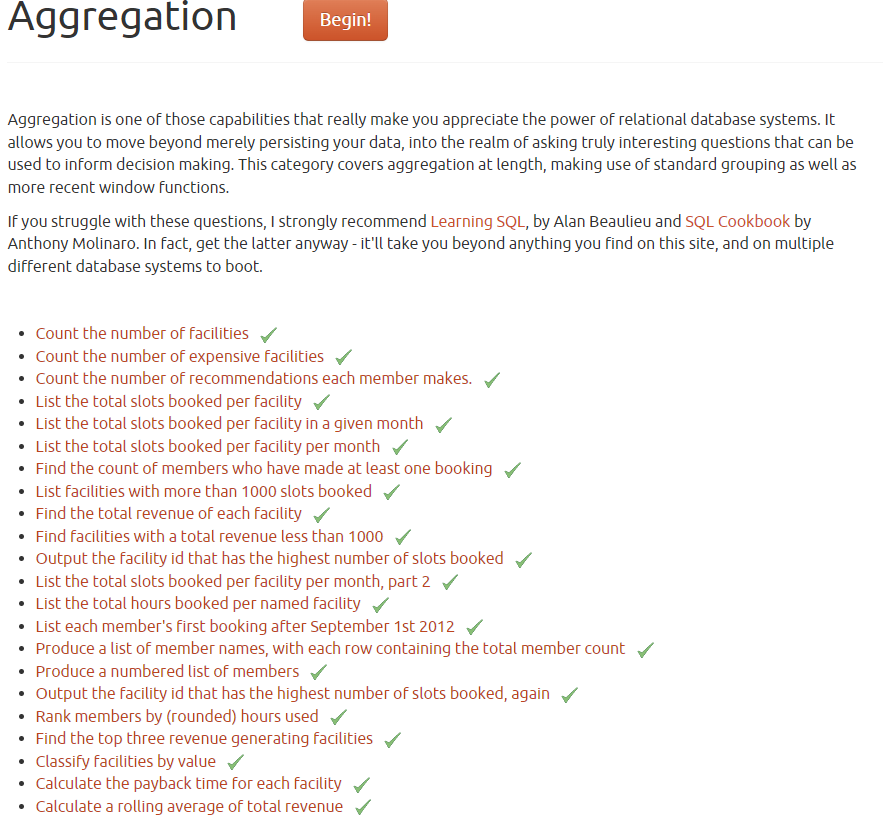 Aggregation
Begin!
Aggregation is one of those capabilities that really make you appreciate the power of relational database systems. It
allows you to move beyond merely persisting your data, into the realm of asking truly interesting questions that can be
used to inform decision making. This category covers aggregation at length, making use of standard grouping as well as
more recent window functions.
If you struggle with these questions, I strongly recommend Learning SQL, by Alan Beaulieu and SQL Cookbook by
Anthony Molinaro. In fact, get the latter anyway - it'll take you beyond anything you find on this site, and on multiple
different database systems to boot.
Count the number of facilities
Count the number of expensive facilities
Count the number of recommendations each member makes.
List the total slots booked per facility
List the total slots booked per facility in a given month
List the total slots booked per facility per month
Find the count of members who have made at least one booking
List facilities with more than 1000 slots booked
Find the total revenue of each facility
Find facilities with a total revenue less than 1000
Output the facility id that has the highest number of slots booked
List the total slots booked per facility per month, part 2
List the total hours booked per named facility
List each member's first booking after September 1st 2012
Produce a list of member names, with each row containing the total member count
Produce a numbered list of members
Output the facility id that has the highest number of slots booked, again
Rank members by (rounded) hours used
Find the top three revenue generating facilities
Classify facilities by value
Calculate the payback time for each facility
Calculate a rolling average of total revenue